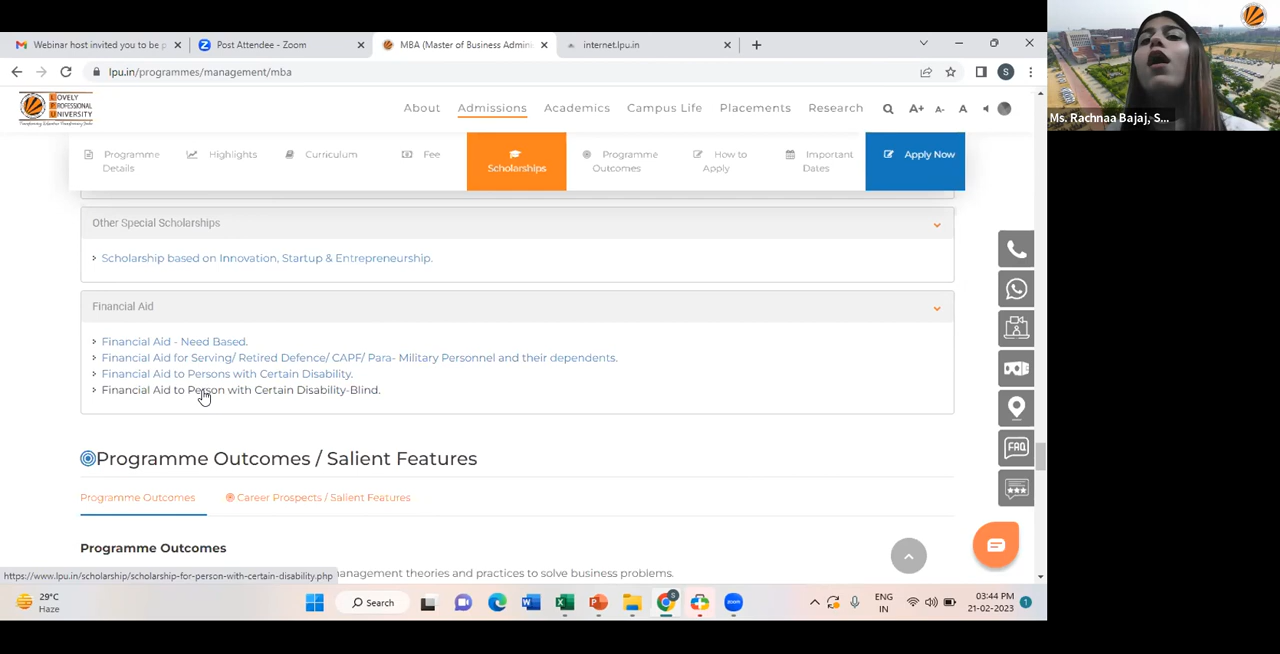 Webinar host invited you to be p
Post Attendee - Zoom
MBA (Master of Business Admini
internet.lpu.in
lpu.in/programmes/management/mba
S
LOVELY
PROFESSIONAL
UNIVERSITY
About
Admissions
Academics
Campus Life
Placements
Research
A+
A-
A
Programme
Details
Highlights
Curriculum
Fee
Scholarships
Programme
Outcomes
How to
Apply
Important
Dates
Apply Now
Other Special Scholarships
Scholarship based on Innovation, Startup & Entrepreneurship.
Financial Aid
Financial Aid - Need Based.
Financial Aid for Serving/ Retired Defence/ CAPF/ Para- Military Personnel and their dependents.
Financial Aid to Persons with Certain Disability.
Financial Aid to Person with Certain Disability-Blind.
Programme Outcomes / Salient Features
Programme Outcomes
Career Prospects / Salient Features
Programme Outcomes
management theories and practices to solve business problems.
https://www.lpu.in/scholarship/scholarship-for-person-with-certain-disability.php
FAQ
Ms. Rachnaa Bajaj, S...
29°C
Haze
Search
zoom
ENG
IN
03:44 PM
21-02-2023
1